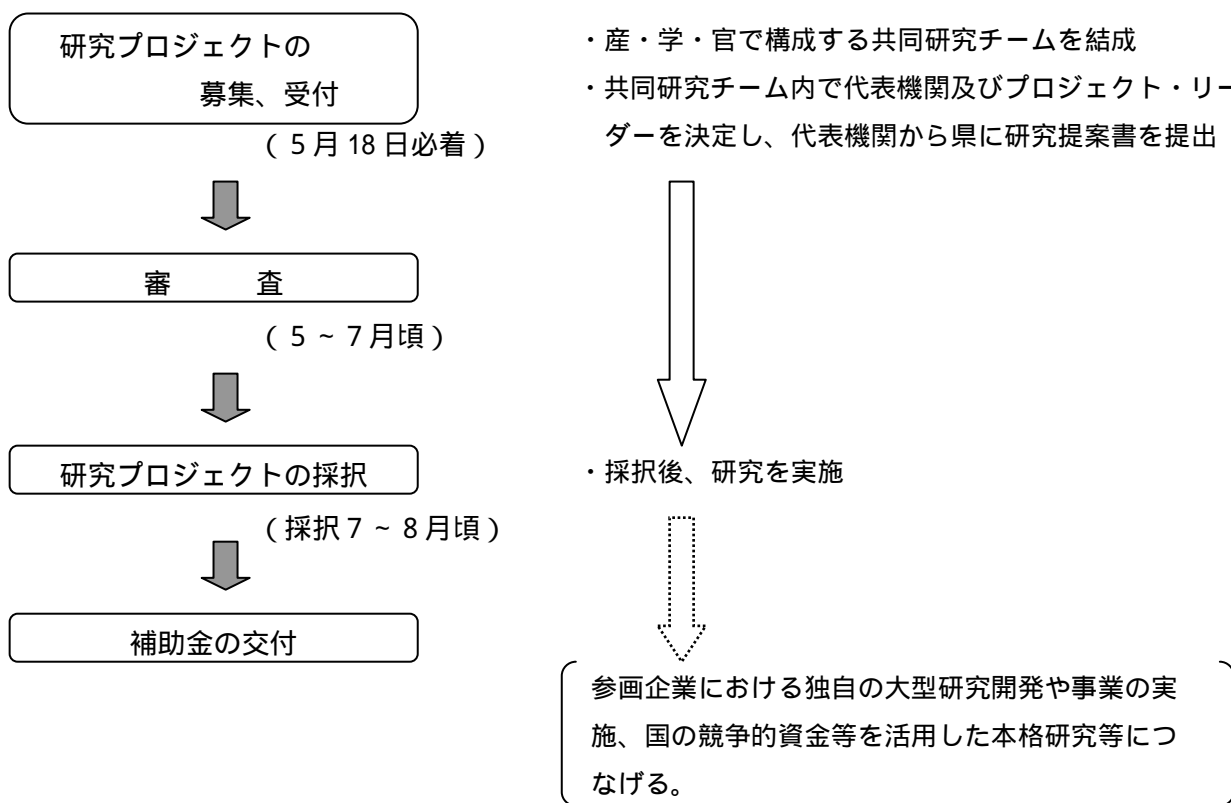 研究プロジェクトの
募集、受付
（５月18日必着）
審　　　査
（５～７月頃）
研究プロジェクトの採択
（採択７～８月頃）
補助金の交付
・産・学・官で構成する共同研究チームを結成
・共同研究チーム内で代表機関及びプロジェクト・リー
ダーを決定し、代表機関から県に研究提案書を提出
・採択後、研究を実施
参画企業における独自の大型研究開発や事業の実
施、国の競争的資金等を活用した本格研究等につ
なげる。